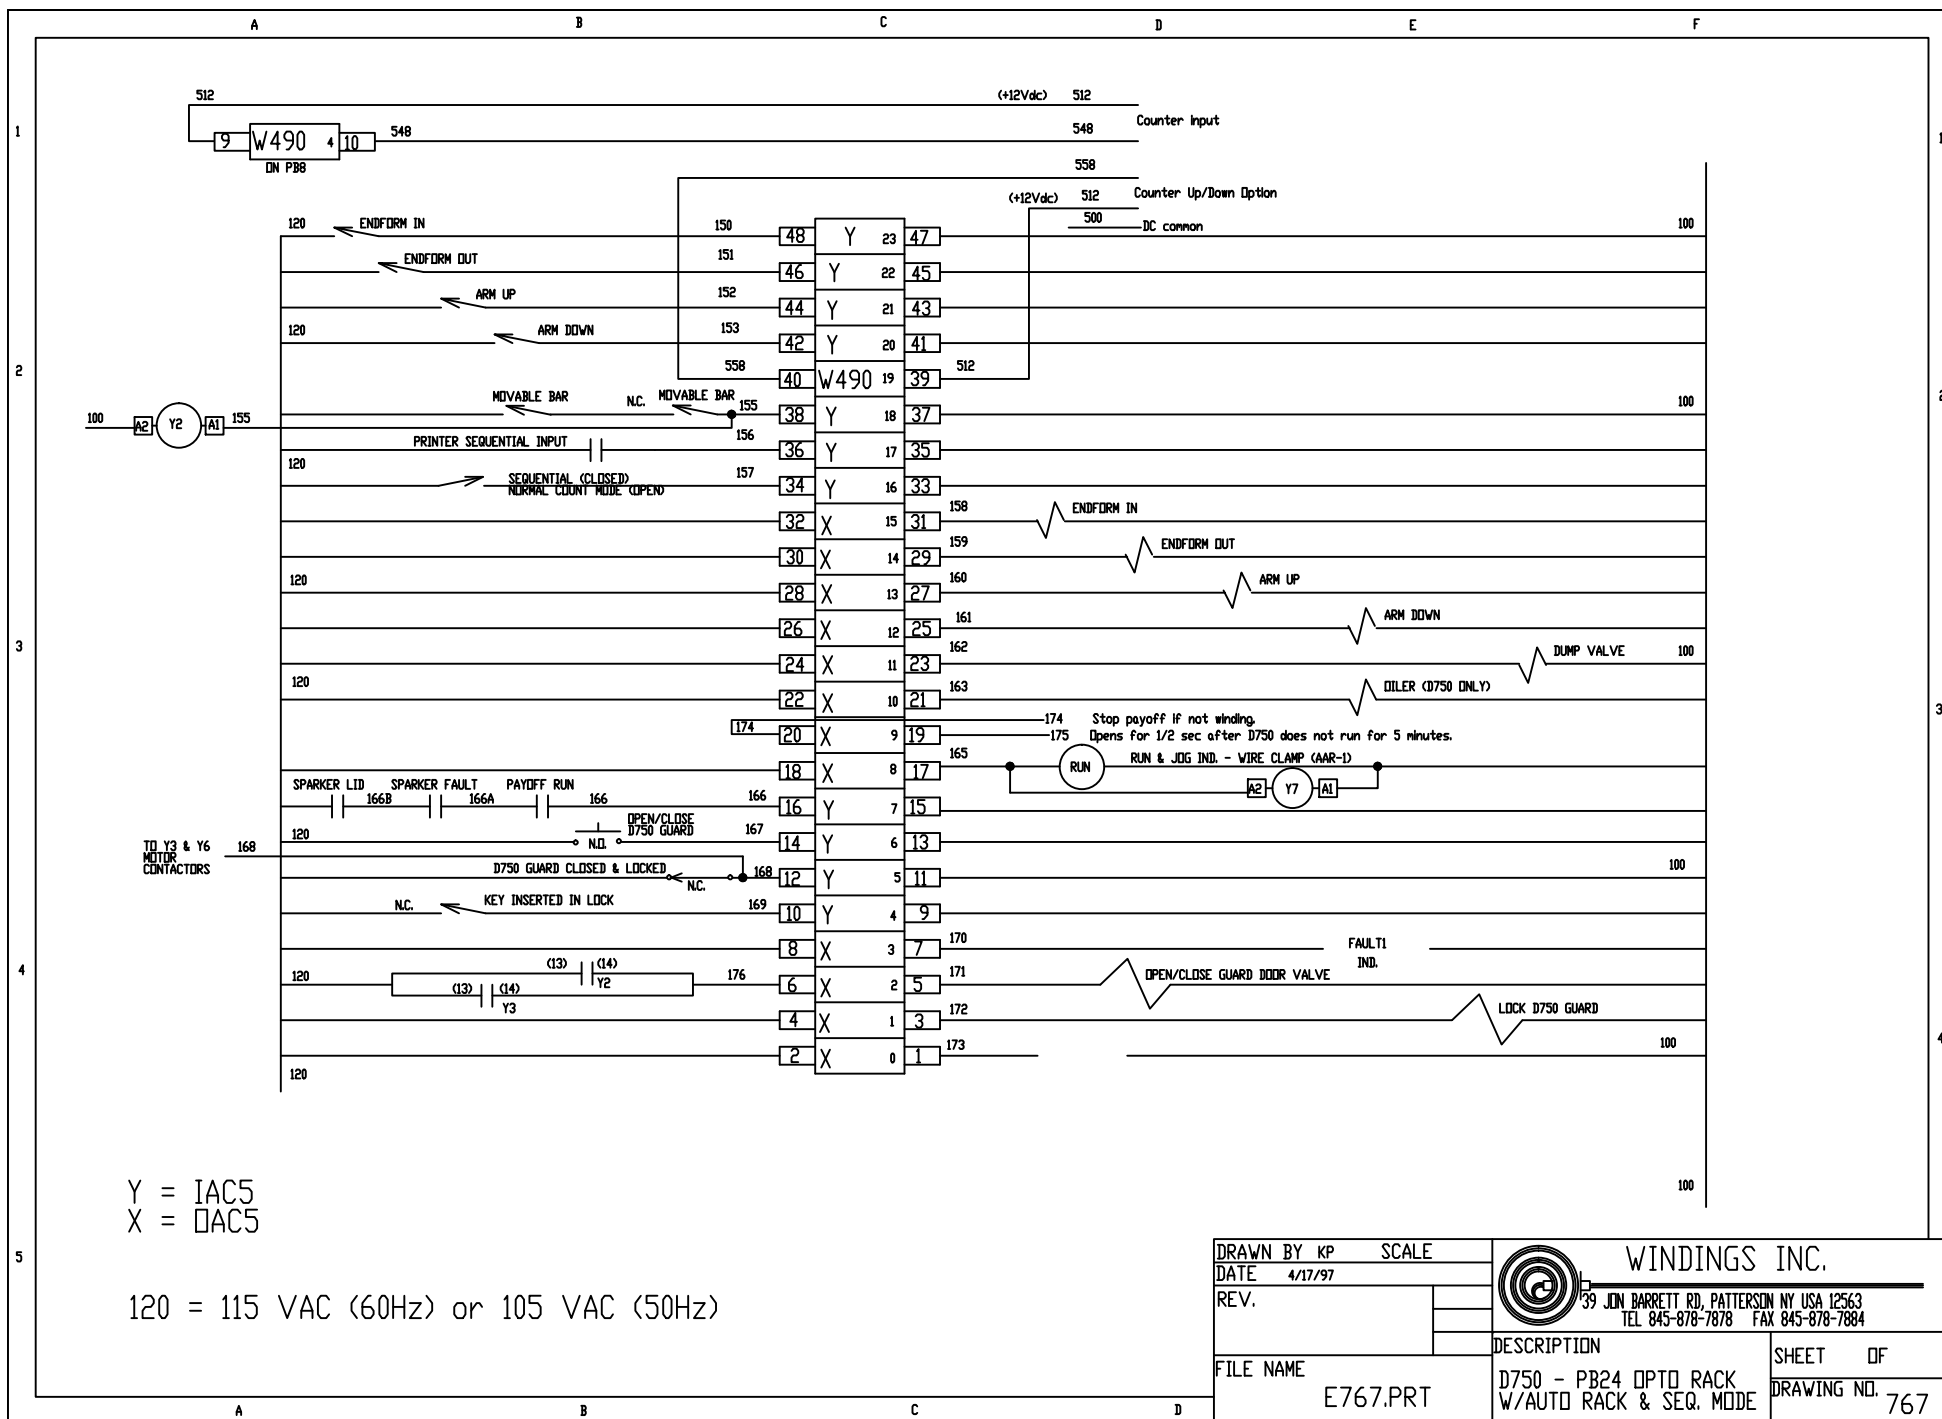 A B C D E F
512 (+12Vdc) 512
Counter Input
1 9 W490 4 10 548 548 1
ON PB8
558
(+12Vdc) 512 Counter Up/Down Option
500 DC common
120 ENDFORM IN 150 48 Y 23 47 100
ENDFORM OUT 151 46 Y 22 45
ARM UP 152 44 Y 21 43
120 ARM DOWN 153 42 Y 20 41
2 558 40 W490 19 39 512 2
MOVABLE BAR N.C. MOVABLE BAR 155 38 Y 18 37 100
100 A2 Y2 A1 155
PRINTER SEQUENTIAL INPUT 156 36 Y 17 35
120
SEQUENTIAL (CLOSED) 157 34 Y 16 33
NORMAL COUNT MODE (OPEN)
32 X 15 31 158 ENDFORM IN
30 X 14 29 159 ENDFORM OUT
120 28 X 13 27 160 ARM UP
26 X 12 25 161 ARM DOWN
3 24 X 11 23 162 DUMP VALVE 100
120 22 X 10 21 163 OILER (D750 ONLY) 3
174 Stop payoff if not winding.
174 20 X 9 19 175 Opens for 1/2 sec after D750 does not run for 5 minutes.
18 X 8 17 165 RUN RUN & JOG IND. - WIRE CLAMP (AAR-1)
A2 Y7 A1
SPARKER LID SPARKER FAULT PAYOFF RUN
166B 166A 166 166 16 Y 7 15
OPEN/CLOSE
D750 GUARD
120 N.O. 167 14 Y 6 13
TO Y3 & Y6 168
MOTOR
CONTACTORS
D750 GUARD CLOSED & LOCKED N.C. 168 12 Y 5 11 100
N.C. KEY INSERTED IN LOCK 169 10 Y 4 9
8 X 3 7 170 FAULT1
IND.
4 120 (13) (14) Y2 176 6 X 2 5 171 OPEN/CLOSE GUARD DOOR VALVE
(13) (14) Y3
4 X 1 3 172 LOCK D750 GUARD
2 X 0 1 173 100 4
120
Y = IAC5 100
X = OAC5
5
120 = 115 VAC (60Hz) or 105 VAC (50Hz)
DRAWN BY KP SCALE
DATE 4/17/97
REV.
FILE NAME
E767.PRT
WINDINGS INC.
39 JON BARRETT RD, PATTERSON NY USA 12563
TEL 845-878-7878 FAX 845-878-7884
DESCRIPTION
D750 - PB24 OPTO RACK
W/AUTO RACK & SEQ. MODE
SHEET OF
DRAWING NO. 767
A B C D